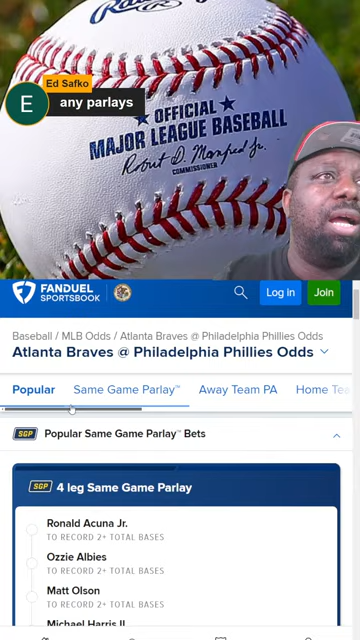 Rawlings
Ed Safko
E
any parlays
OFFICIAL
MAJOR LEAGUE BASEBALL
Robert D. Manfred Jr.
COMMISSIONER
FANDUEL
SPORTSBOOK
Log in
Join
Baseball / MLB Odds / Atlanta Braves @ Philadelphia Phillies Odds
Atlanta Braves @ Philadelphia Phillies Odds
Popular
Same Game Parlay™
Away Team PA
Home Tea
SGP
Popular Same Game Parlay™ Bets
SGP
4 leg Same Game Parlay
Ronald Acuna Jr.
TO RECORD 2+ TOTAL BASES
Ozzie Albies
TO RECORD 2+ TOTAL BASES
Matt Olson
TO RECORD 2+ TOTAL BASES
Michael Harris II